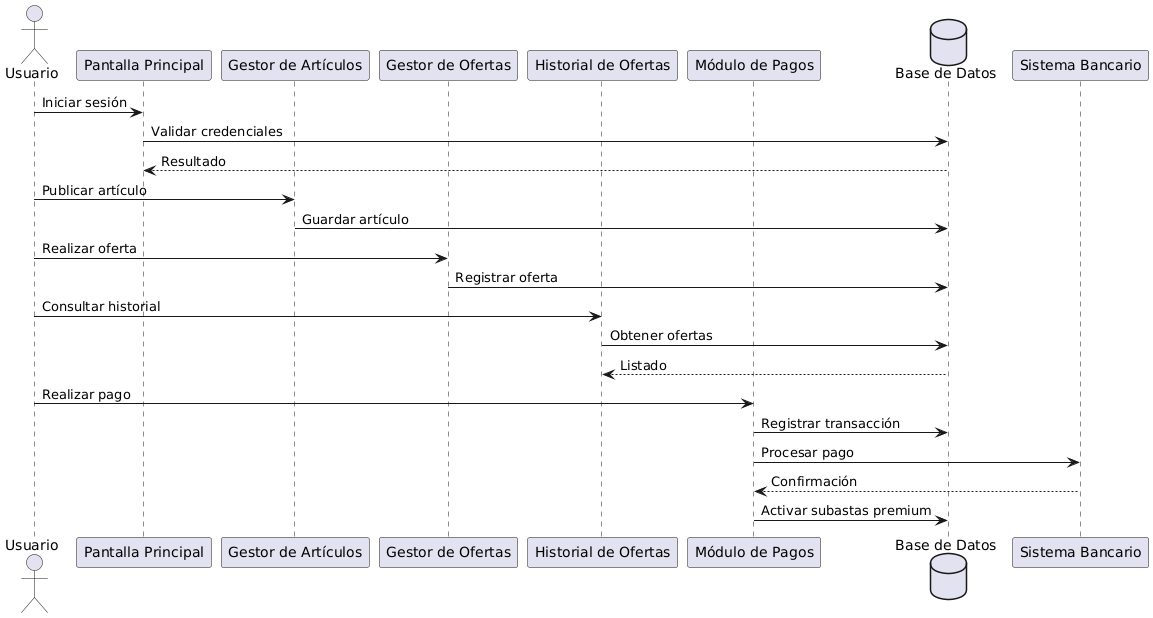 Usuario
Pantalla Principal
Gestor de Artículos
Gestor de Ofertas
Historial de Ofertas
Módulo de Pagos
Base de Datos
Sistema Bancario
Iniciar sesión
Validar credenciales
Resultado
Publicar artículo
Guardar artículo
Realizar oferta
Registrar oferta
Consultar historial
Obtener ofertas
Listado
Realizar pago
Registrar transacción
Procesar pago
Confirmación
Activar subastas premium
Usuario
Pantalla Principal
Gestor de Artículos
Gestor de Ofertas
Historial de Ofertas
Módulo de Pagos
Base de Datos
Sistema Bancario